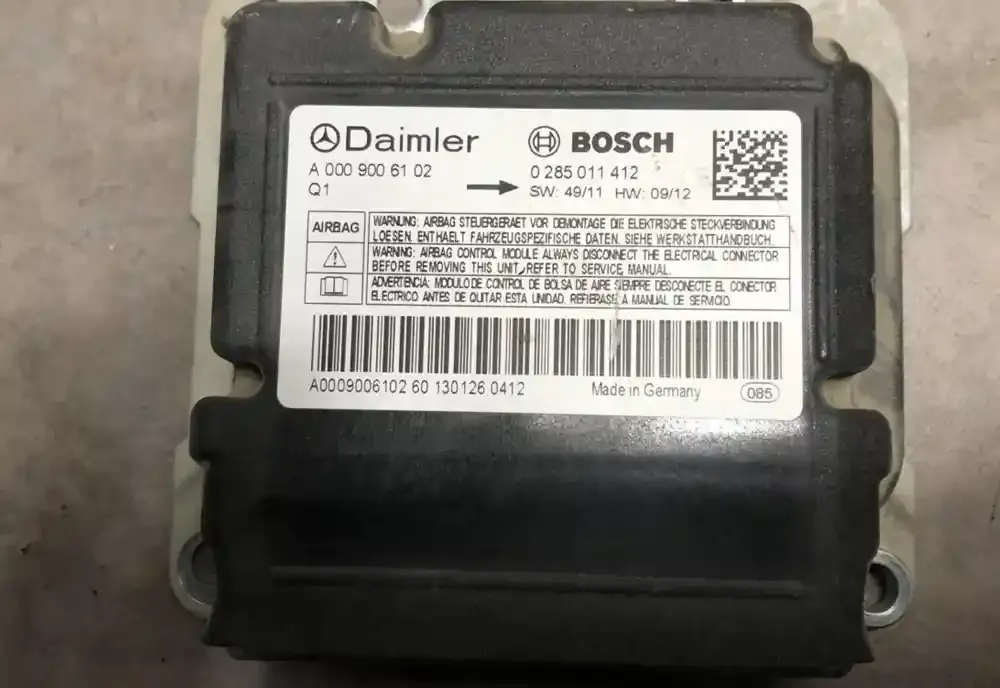 Daimler
A 000 900 61 02
Q1
BOSCH
0 285 011 412
SW: 49/11 HW: 09/12
AIRBAG
WARNUNG: AIRBAG STEUERGERAET VOR DEMONTAGE DIE ELEKTRISCHE STECKVERBINDUNG
LOESEN. ENTHAELT FAHRZEUGSPEZIFISCHE DATEN. SIEHE WERKSTATTHANDBUCH.
WARNING: AIRBAG CONTROL MODULE ALWAYS DISCONNECT THE ELECTRICAL CONNECTOR
BEFORE REMOVING THIS UNIT, REFER TO SERVICE MANUAL.
ADVERTENCIA: MODULO DE CONTROL DE BOLSA DE AIRE SIEMPRE DESCONECTE EL CONECTOR
ELECTRICO ANTES DE QUITAR ESTA UNIDAD. REFIERASE A MANUAL DE SERVICIO.
A0009006102 60 130126 0412
Made in Germany
085